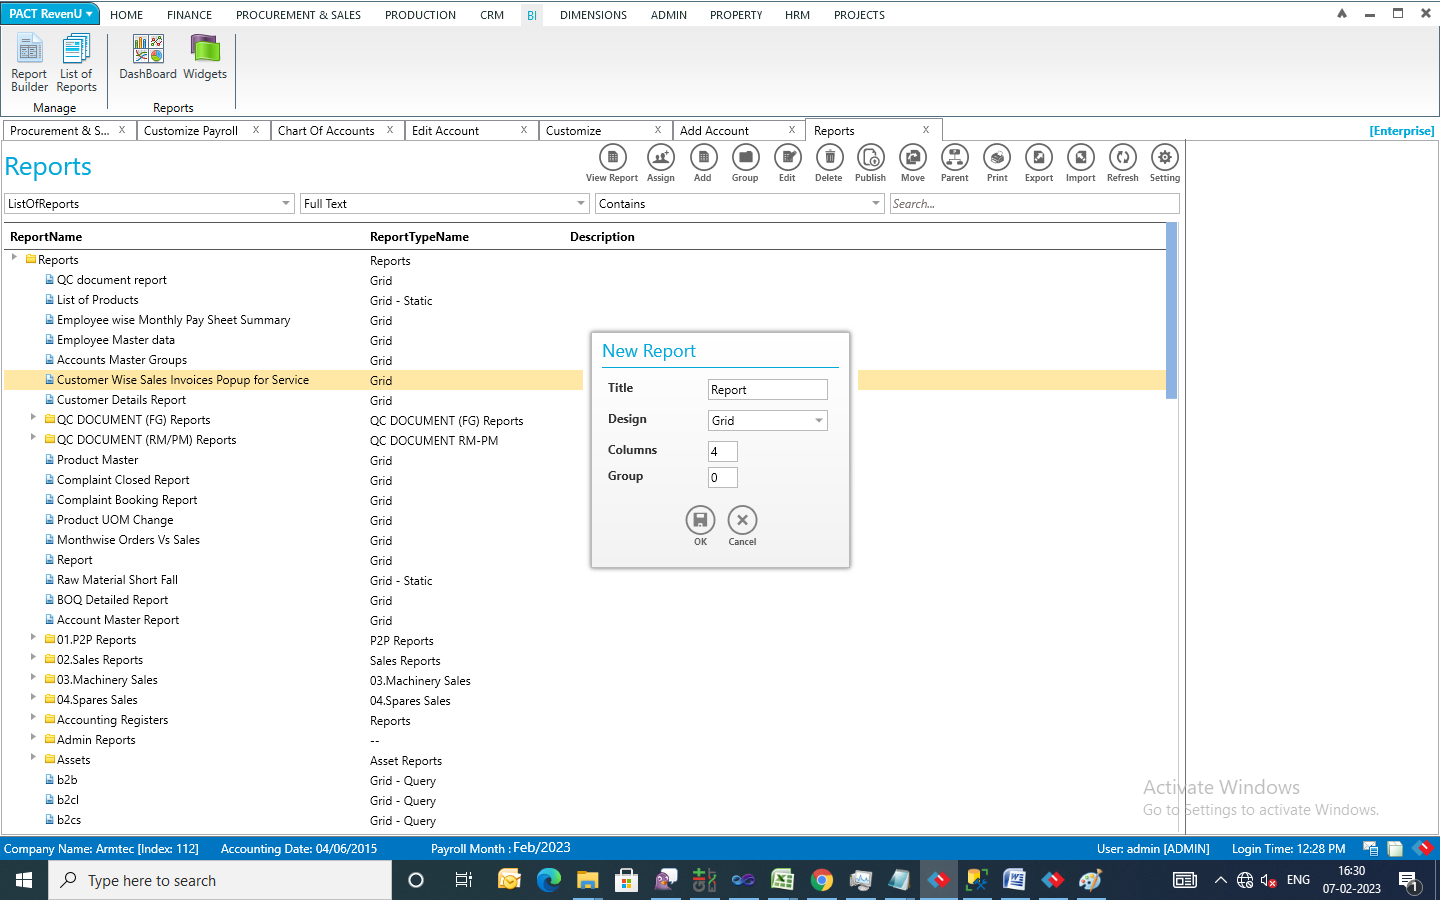 PACT RevenU HOME FINANCE PROCUREMENT & SALES PRODUCTION CRM BI DIMENSIONS ADMIN PROPERTY HRM PROJECTS
Report Builder List of Reports DashBoard Widgets
Manage Reports
Procurement & S... X Customize Payroll X Chart Of Accounts X Edit Account X Customize X Add Account X Reports X [Enterprise]
Reports
View Report Assign Add Group Edit Delete Publish Move Parent Print Export Import Refresh Setting
ListOfReports Full Text Contains Search...
ReportName ReportTypeName Description
Reports Reports
QC document report Grid
List of Products Grid - Static
Employee wise Monthly Pay Sheet Summary Grid
Employee Master data Grid
Accounts Master Groups Grid
Customer Wise Sales Invoices Popup for Service Grid
Customer Details Report Grid
QC DOCUMENT (FG) Reports QC DOCUMENT (FG) Reports
QC DOCUMENT (RM/PM) Reports QC DOCUMENT RM-PM
Product Master Grid
Complaint Closed Report Grid
Complaint Booking Report Grid
Product UOM Change Grid
Monthwise Orders Vs Sales Grid
Report Grid
Raw Material Short Fall Grid - Static
BOQ Detailed Report Grid
Account Master Report Grid
01.P2P Reports P2P Reports
02.Sales Reports Sales Reports
03.Machinery Sales 03.Machinery Sales
04.Spares Sales 04.Spares Sales
Accounting Registers Reports
Admin Reports --
Assets Asset Reports
b2b Grid - Query
b2cl Grid - Query
b2cs Grid - Query
New Report
Title Report
Design Grid
Columns 4
Group 0
OK Cancel
Activate Windows
Go to Settings to activate Windows.
Company Name: Armtec [Index: 112] Accounting Date: 04/06/2015 Payroll Month : Feb/2023 User: admin [ADMIN] Login Time: 12:28 PM
Type here to search ENG 16:30
07-02-2023
1